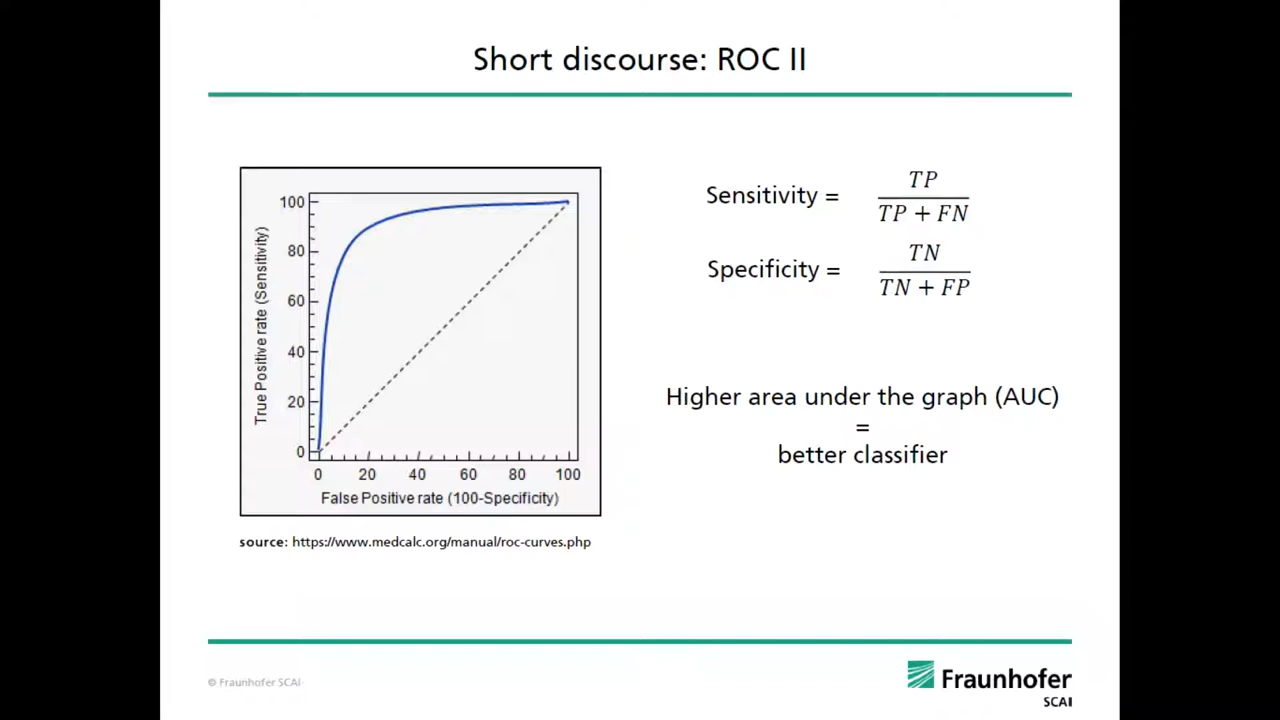 Short discourse: ROC II
True Positive rate (Sensitivity)
100
80
60
40
20
0
0 20 40 60 80 100
False Positive rate (100-Specificity)
source: https://www.medcalc.org/manual/roc-curves.php
Sensitivity = TP / TP + FN
Specificity = TN / TN + FP
Higher area under the graph (AUC)
=
better classifier
© Fraunhofer SCAI
Fraunhofer
SCAI